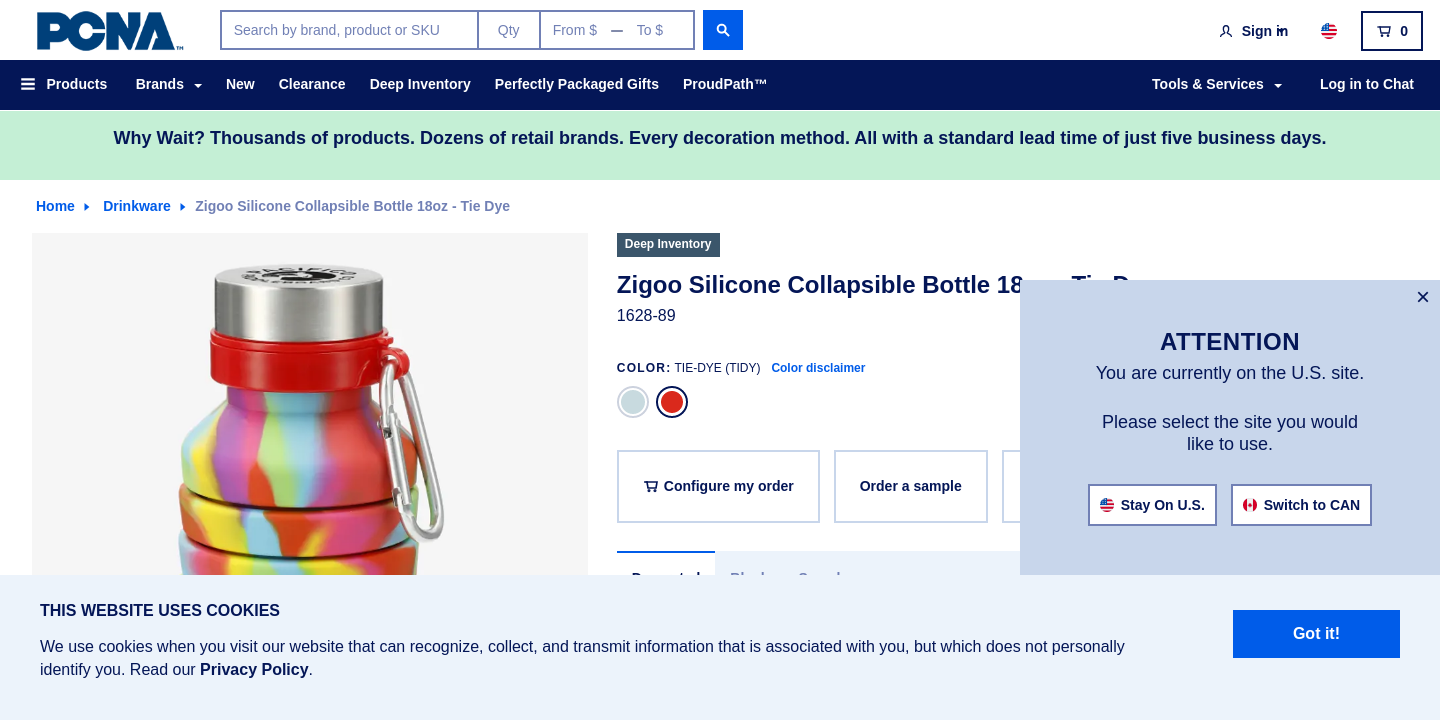 PCNA™
Search by brand, product or SKU
Qty
From $ — To $
Sign in
0
Products
Brands
New
Clearance
Deep Inventory
Perfectly Packaged Gifts
ProudPath™
Tools & Services
Log in to Chat
Why Wait? Thousands of products. Dozens of retail brands. Every decoration method. All with a standard lead time of just five business days.
Home
Drinkware
Zigoo Silicone Collapsible Bottle 18oz - Tie Dye
PACIFICO
Deep Inventory
Zigoo Silicone Collapsible Bottle 18
1628-89
COLOR: TIE-DYE (TIDY) Color disclaimer
Configure my order
Order a sample
×
ATTENTION
You are currently on the U.S. site.
Please select the site you would
like to use.
Stay On U.S.
Switch to CAN
THIS WEBSITE USES COOKIES
We use cookies when you visit our website that can recognize, collect, and transmit information that is associated with you, but which does not personally
identify you. Read our Privacy Policy.
Got it!